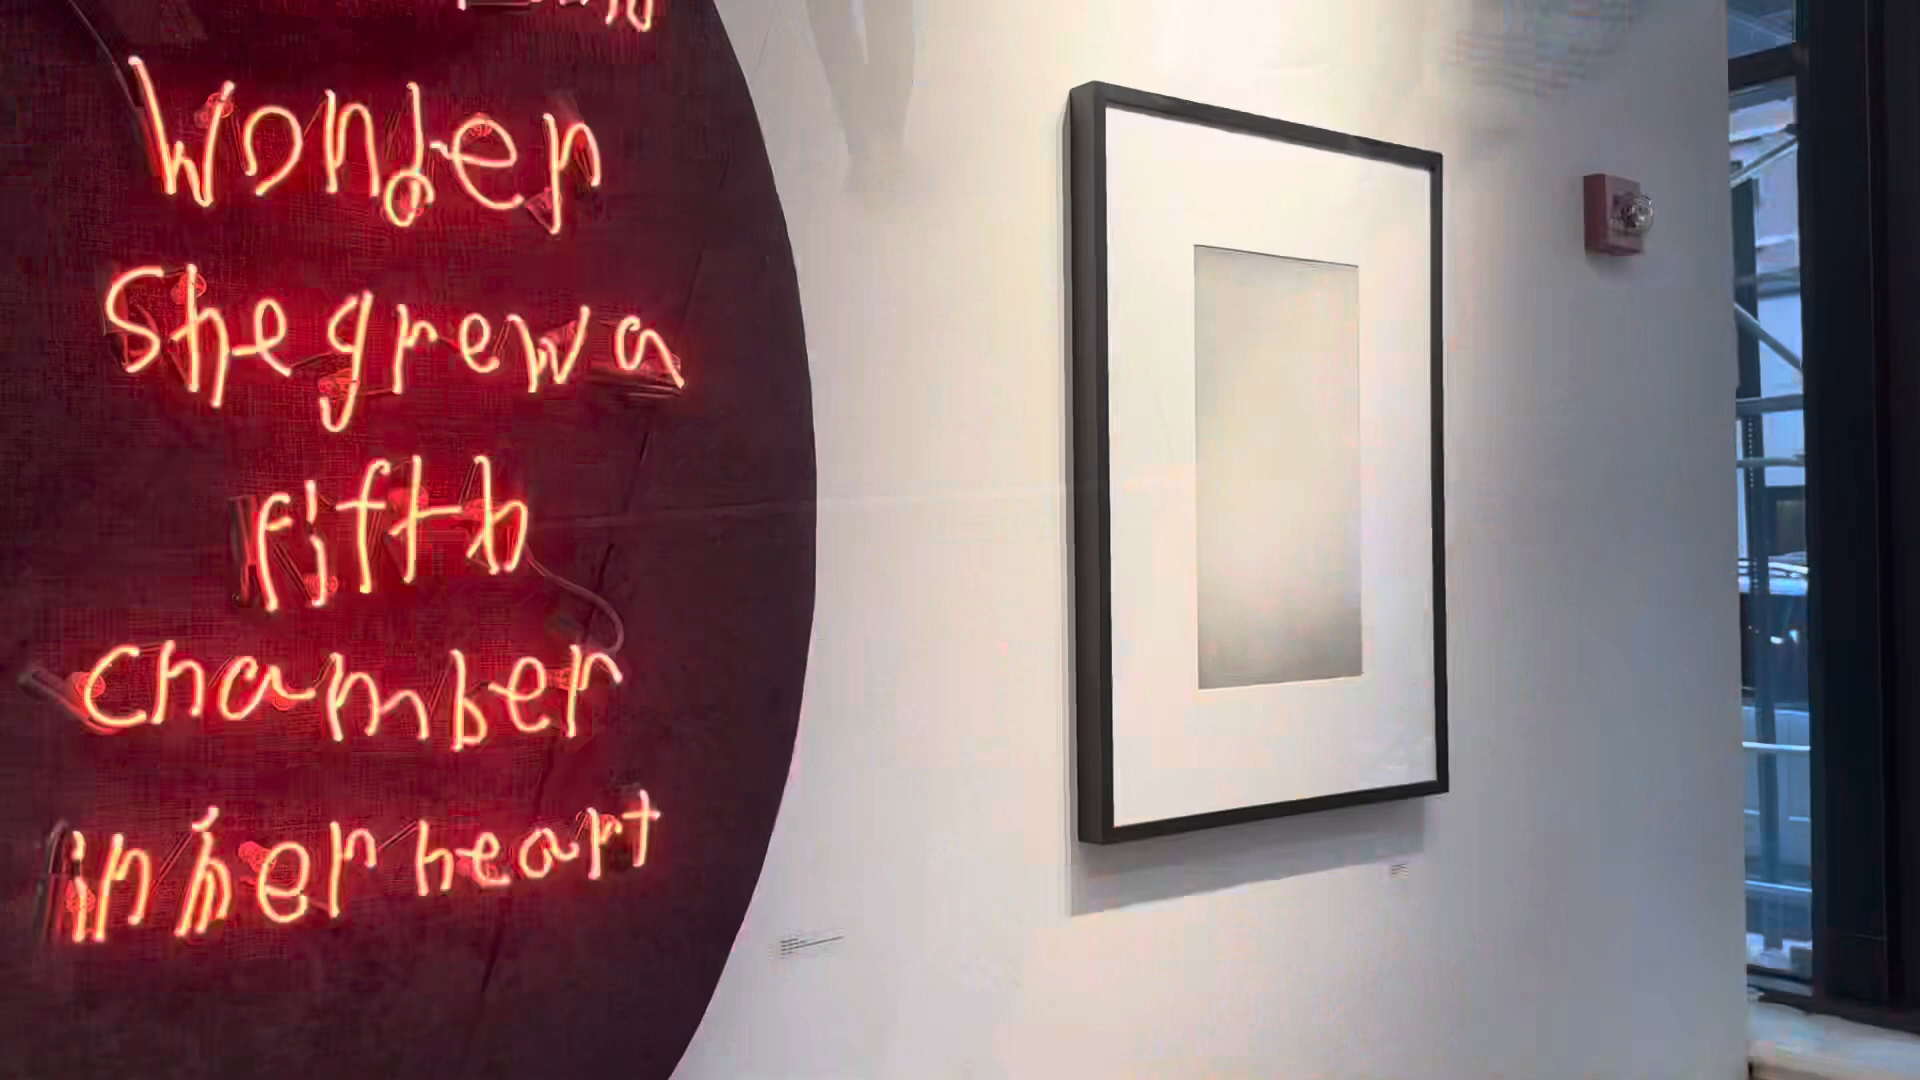 Wonder
She grew a
Fifth
chamber
in her heart